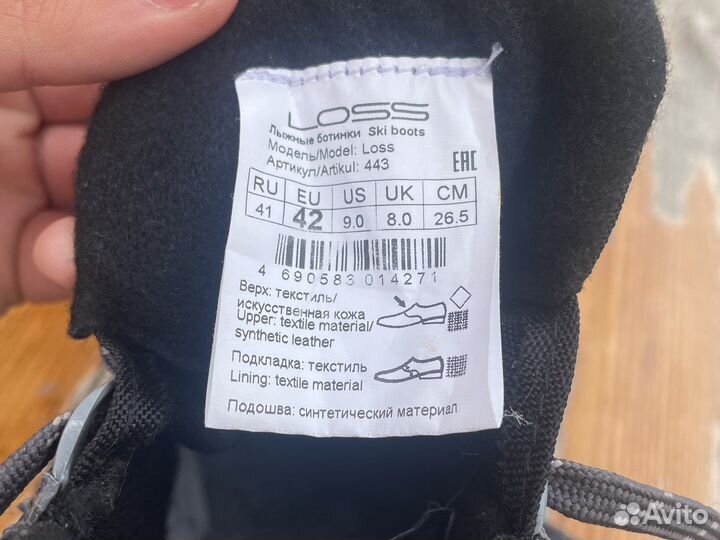 LOSS
Лыжные ботинки Ski boots
Модель/Model: Loss
Артикул/Artikul: 443
EAC
RU EU US UK CM
41 42 9.0 8.0 26.5
4 690583 014271
Верх: текстиль/
искусственная кожа
Upper: textile material/
synthetic leather
Подкладка: текстиль
Lining: textile material
Подошва: синтетический материал
Avito